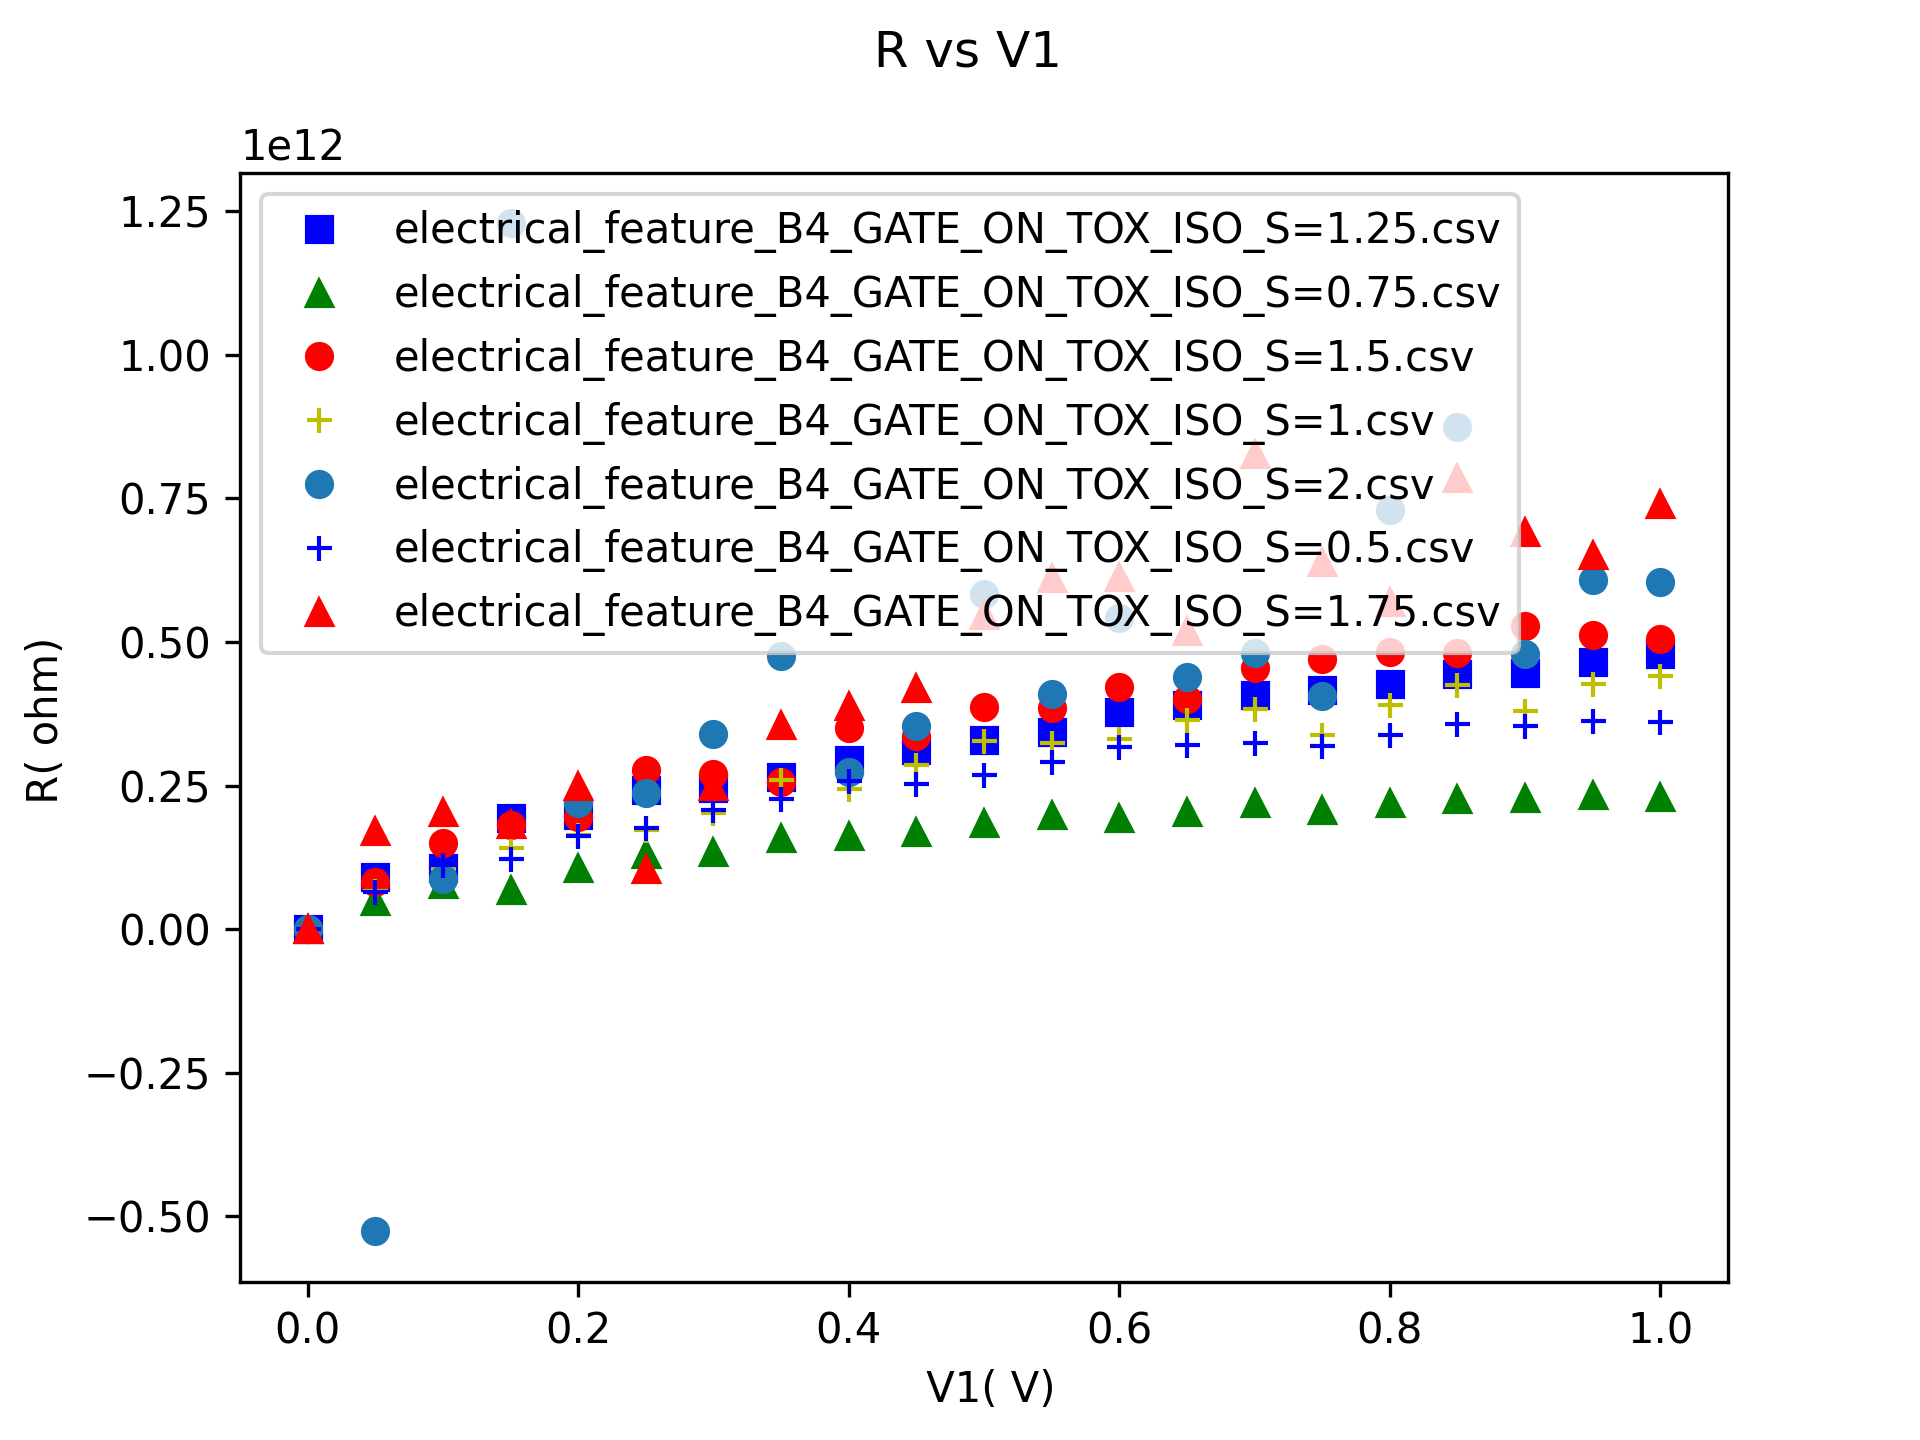 R vs V1
1e12
1.25
1.00
0.75
0.50
0.25
0.00
−0.25
−0.50
R( ohm)
electrical_feature_B4_GATE_ON_TOX_ISO_S=1.25.csv
electrical_feature_B4_GATE_ON_TOX_ISO_S=0.75.csv
electrical_feature_B4_GATE_ON_TOX_ISO_S=1.5.csv
electrical_feature_B4_GATE_ON_TOX_ISO_S=1.csv
electrical_feature_B4_GATE_ON_TOX_ISO_S=2.csv
electrical_feature_B4_GATE_ON_TOX_ISO_S=0.5.csv
electrical_feature_B4_GATE_ON_TOX_ISO_S=1.75.csv
0.0 0.2 0.4 0.6 0.8 1.0
V1( V)